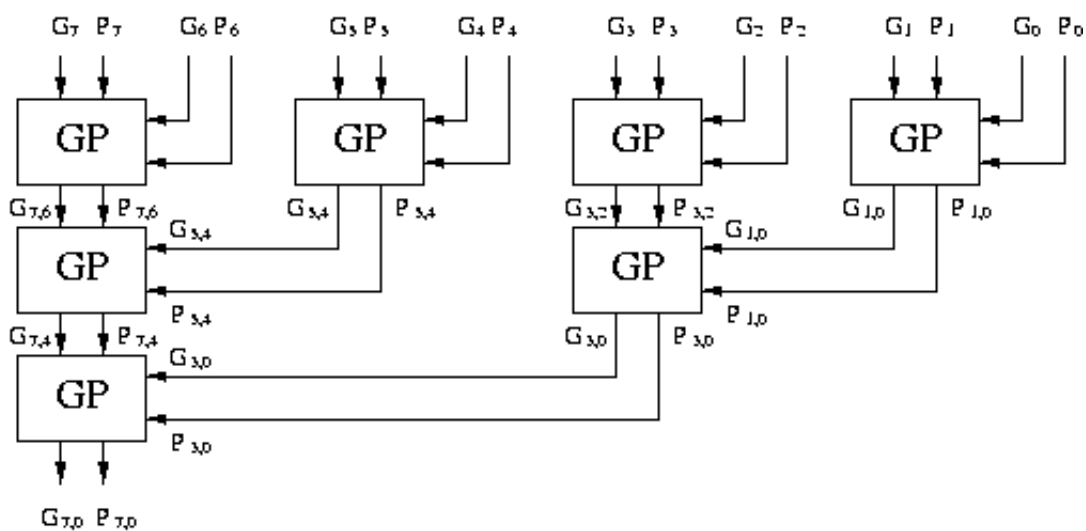 G₇ P₇ G₆ P₆ G₅ P₅ G₄ P₄ G₃ P₃ G₂ P₂ G₁ P₁ G₀ P₀
GP GP GP GP
G₇,₆ P₇,₆ G₅,₄ P₅,₄ G₃,₂ P₃,₂ G₁,₀ P₁,₀
G₅,₄ G₁,₀
GP GP
P₅,₄ P₁,₀
G₇,₄ P₇,₄ G₃,₀ P₃,₀
G₃,₀
GP
P₃,₀
G₇,₀ P₇,₀